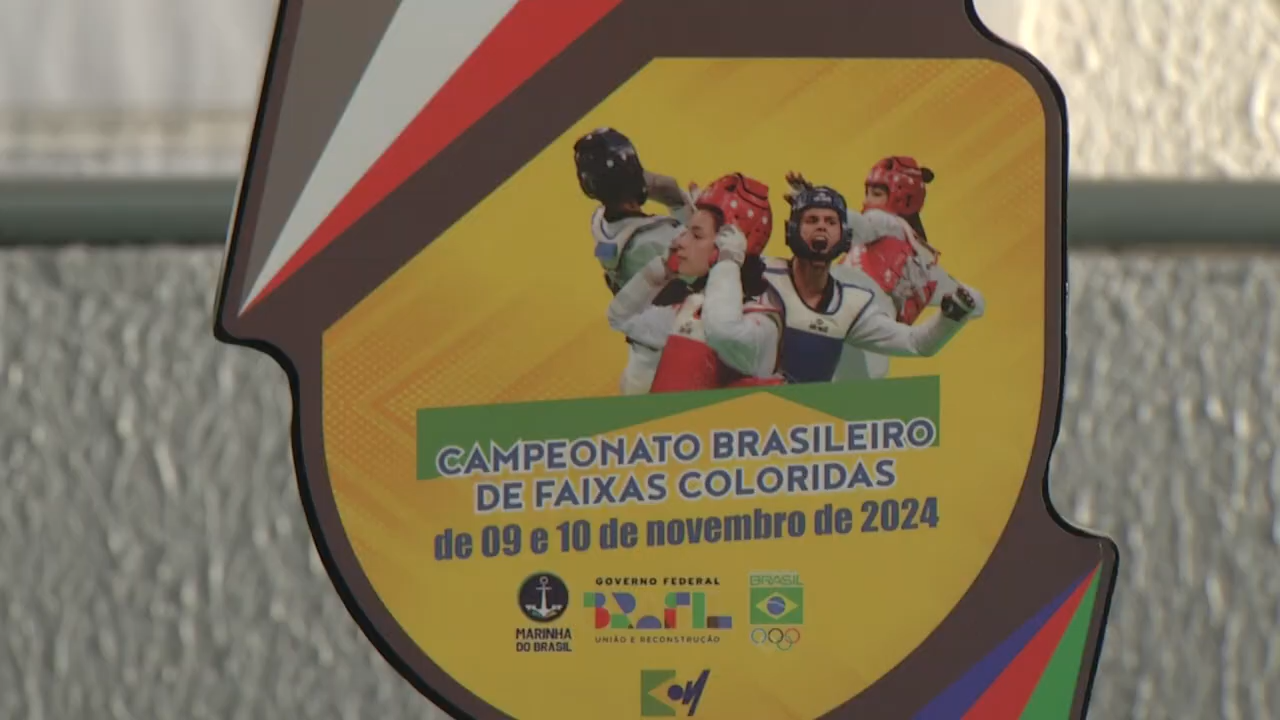 CAMPEONATO BRASILEIRO
DE FAIXAS COLORIDAS
de 09 e 10 de novembro de 2024
MARINHA
DO BRASIL
GOVERNO FEDERAL
BRASIL
UNIÃO E RECONSTRUÇÃO
BRASIL